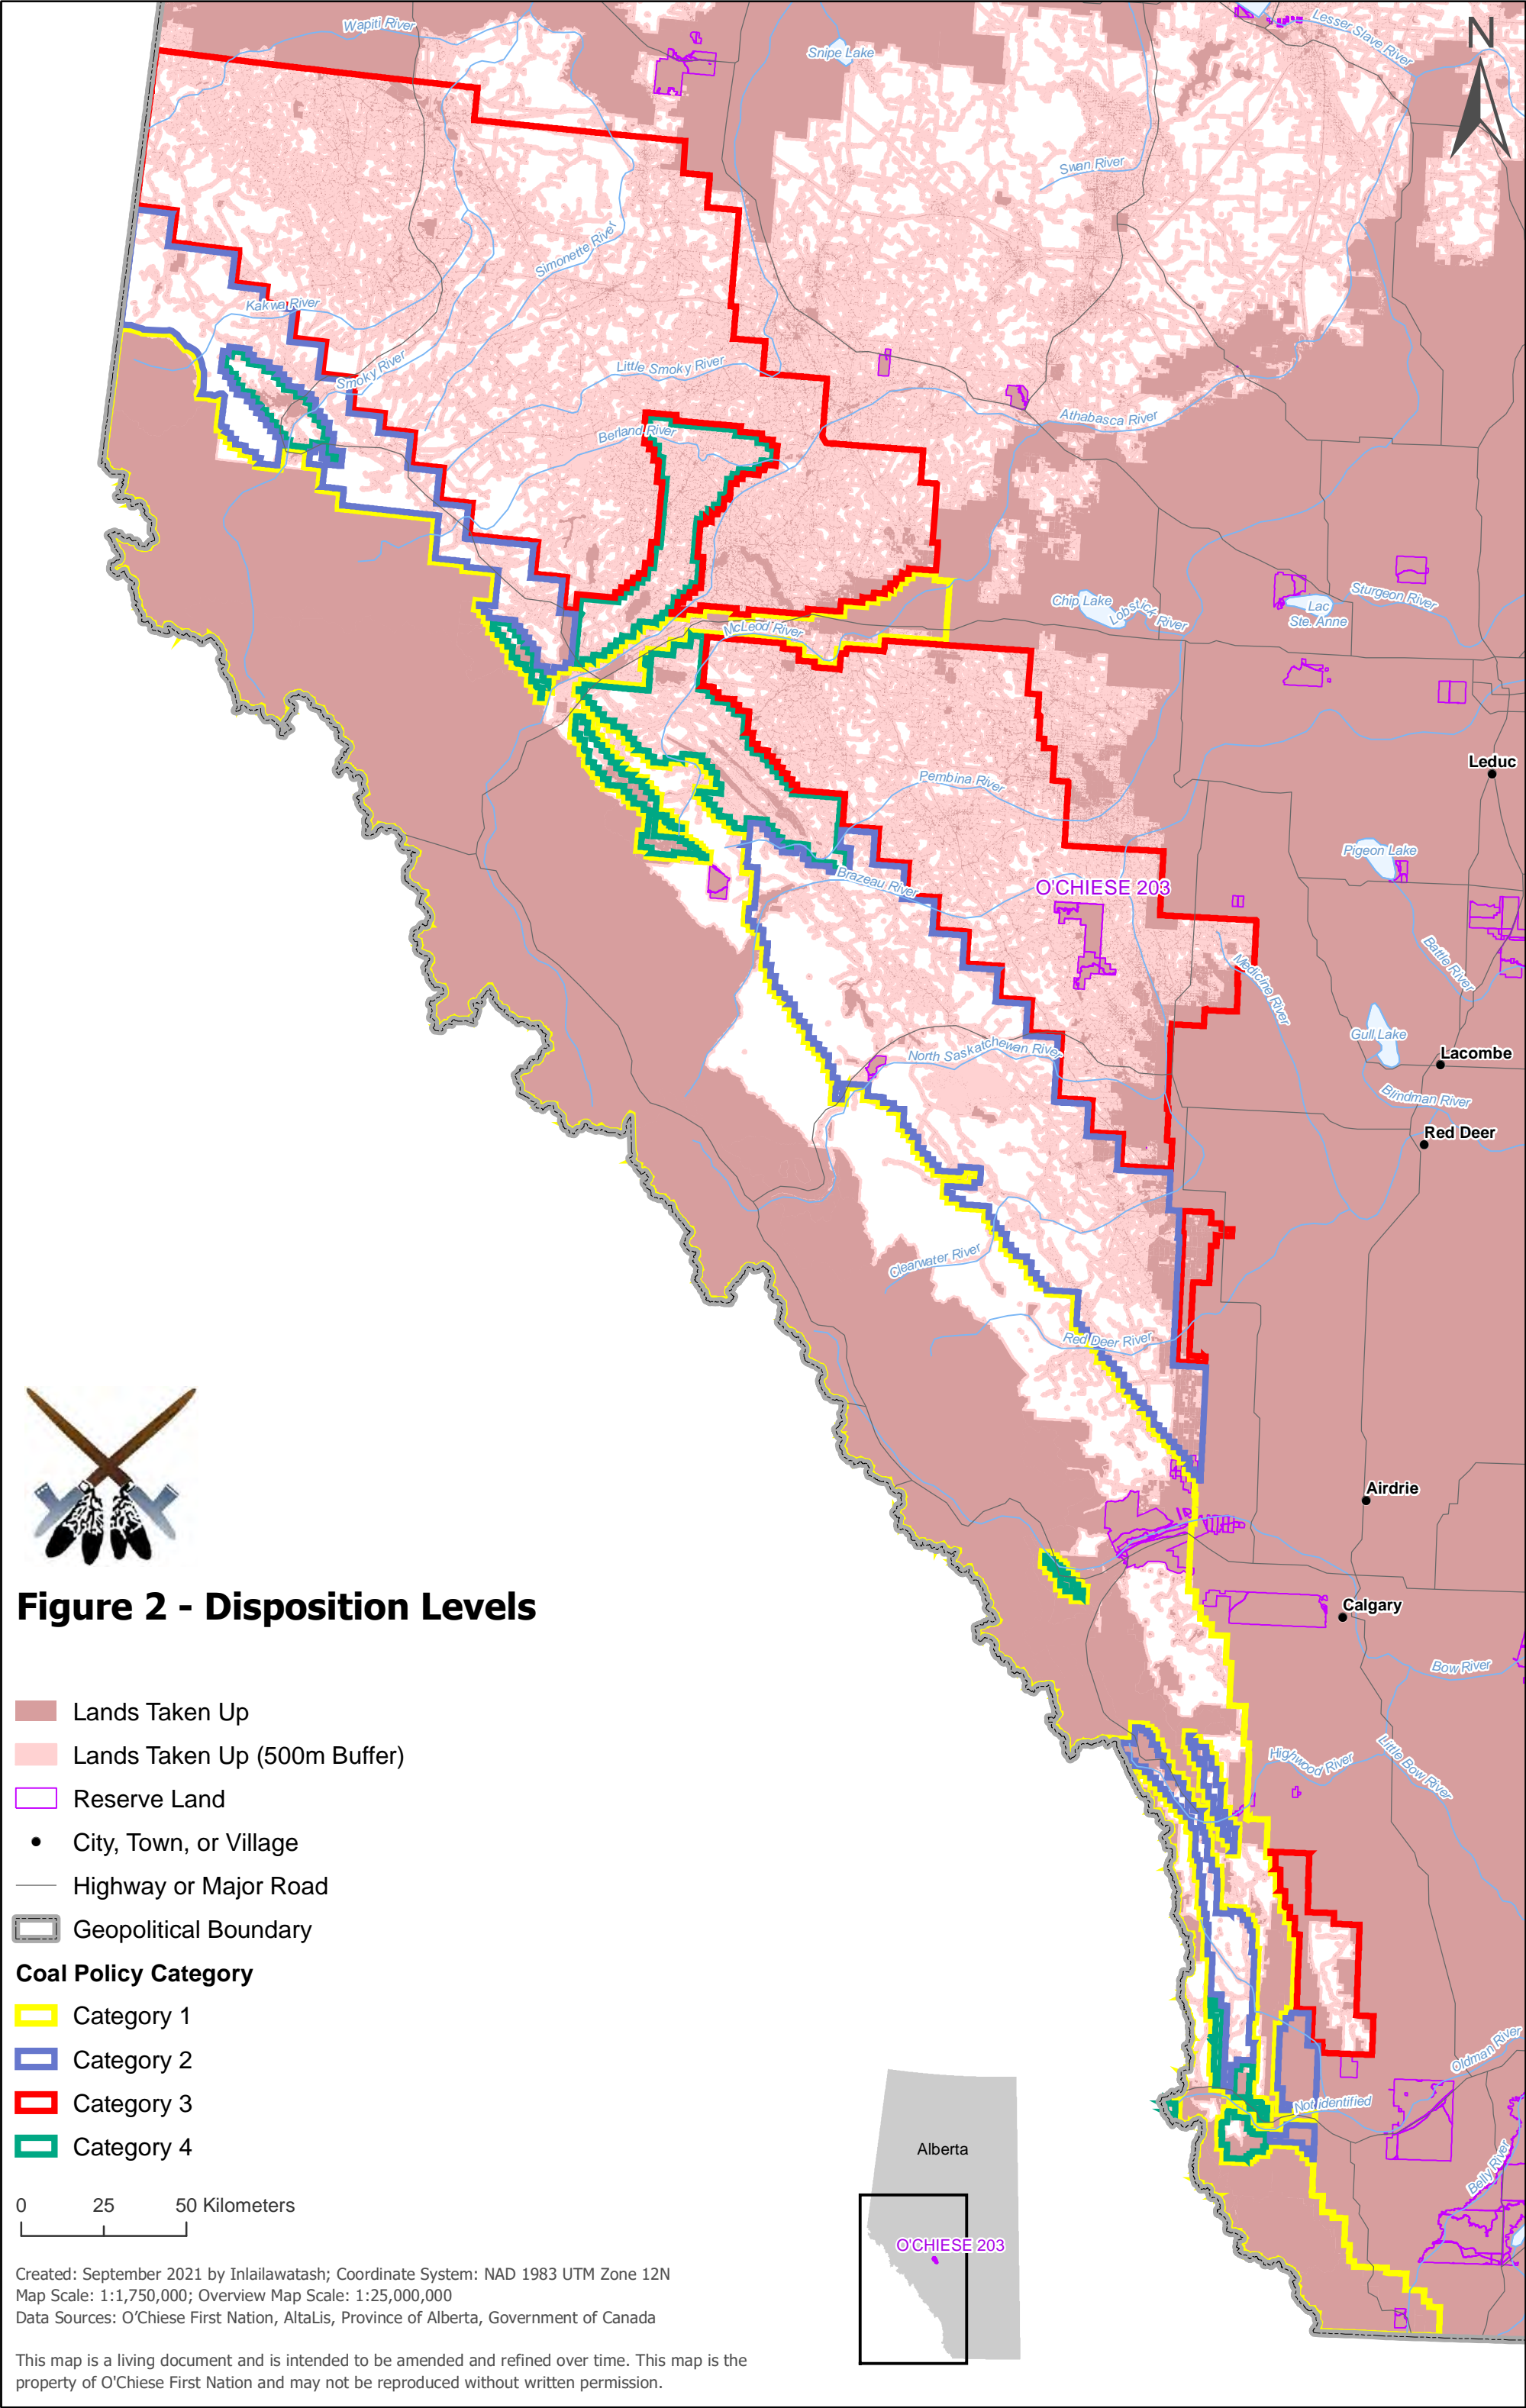 Wapiti River
Snipe Lake
Lesser Slave River
N
Swan River
Simonette River
Kakwa River
Smoky River
Little Smoky River
Berland River
Athabasca River
McLeod River
Chip Lake
Lobstick River
Lac
Ste. Anne
Sturgeon River
Leduc
Pembina River
Pigeon Lake
Brazeau River
O'CHIESE 203
Battle River
Medicine River
Gull Lake
North Saskatchewan River
Lacombe
Blindman River
Red Deer
Clearwater River
Red Deer River
Airdrie
Calgary
Bow River
Highwood River
Little Bow River
Oldman River
Not identified
Belly River
Figure 2 - Disposition Levels
Lands Taken Up
Lands Taken Up (500m Buffer)
Reserve Land
City, Town, or Village
Highway or Major Road
Geopolitical Boundary
Coal Policy Category
Category 1
Category 2
Category 3
Category 4
0 25 50 Kilometers
Alberta
O'CHIESE 203
Created: September 2021 by Inlailawatash; Coordinate System: NAD 1983 UTM Zone 12N
Map Scale: 1:1,750,000; Overview Map Scale: 1:25,000,000
Data Sources: O’Chiese First Nation, AltaLis, Province of Alberta, Government of Canada
This map is a living document and is intended to be amended and refined over time. This map is the
property of O'Chiese First Nation and may not be reproduced without written permission.